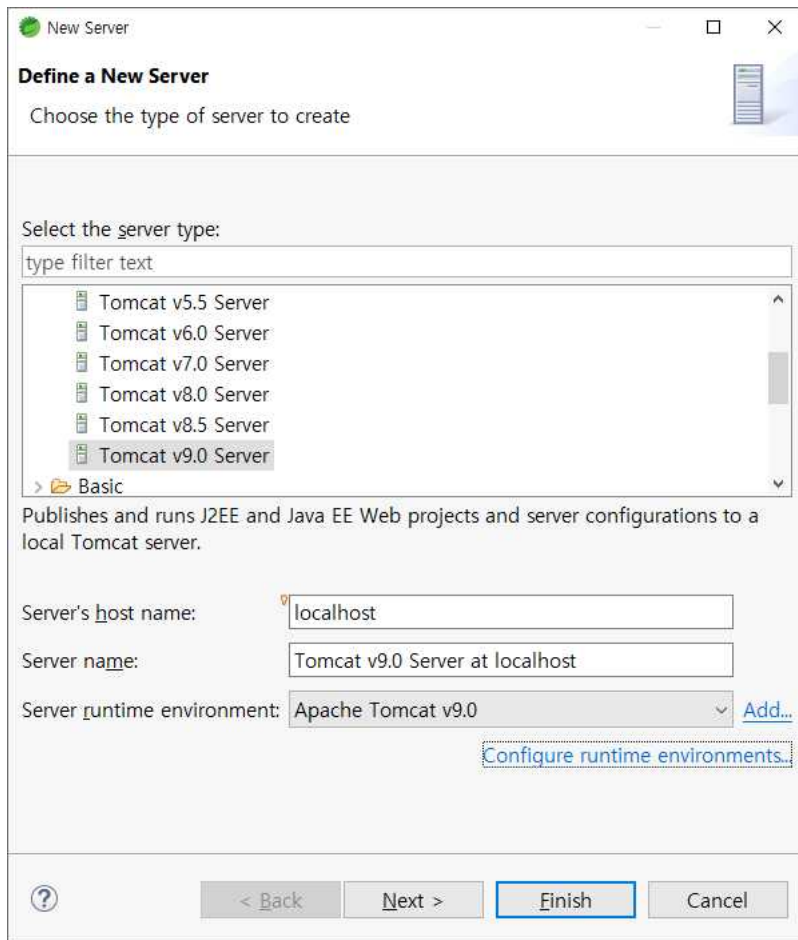 New Server
Define a New Server
Choose the type of server to create
Select the server type:
type filter text
Tomcat v5.5 Server
Tomcat v6.0 Server
Tomcat v7.0 Server
Tomcat v8.0 Server
Tomcat v8.5 Server
Tomcat v9.0 Server
Basic
Publishes and runs J2EE and Java EE Web projects and server configurations to a
local Tomcat server.
Server's host name: localhost
Server name: Tomcat v9.0 Server at localhost
Server runtime environment: Apache Tomcat v9.0 Add...
Configure runtime environments...
? < Back Next > Finish Cancel